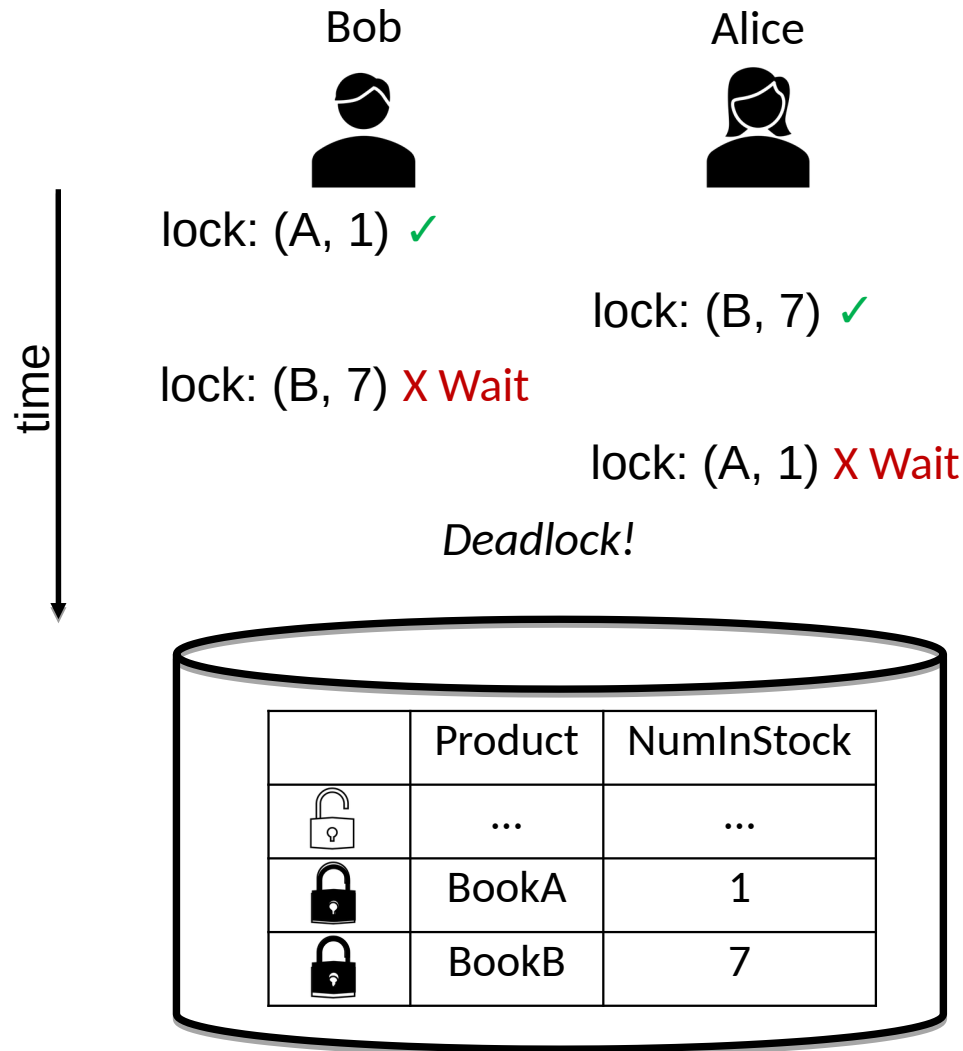 Bob
Alice
lock: (A, 1) ✓
lock: (B, 7) ✓
lock: (B, 7) X Wait
lock: (A, 1) X Wait
time
Deadlock!
Product NumInStock
... ...
BookA 1
BookB 7